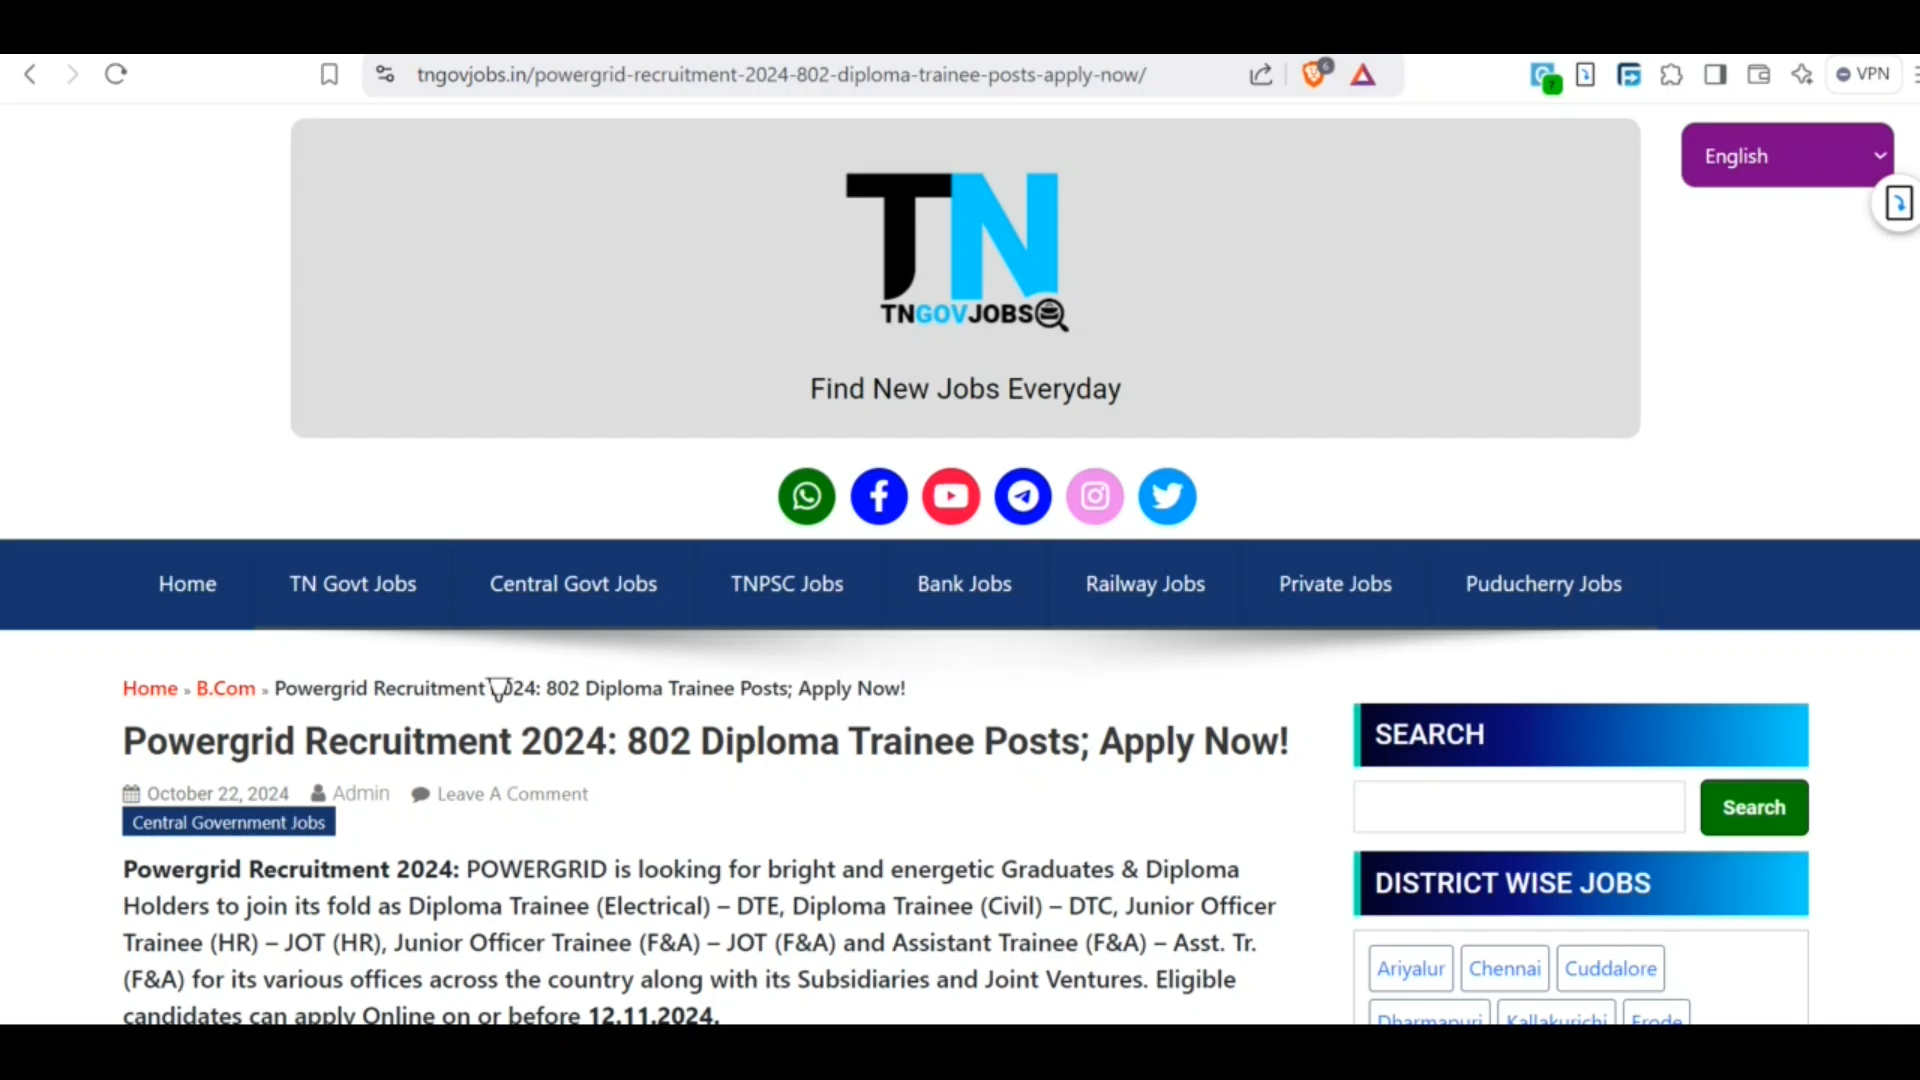 tngovjobs.in/powergrid-recruitment-2024-802-diploma-trainee-posts-apply-now/
6
7
VPN
English
TN
TNGOVJOBS
Find New Jobs Everyday
Home TN Govt Jobs Central Govt Jobs TNPSC Jobs Bank Jobs Railway Jobs Private Jobs Puducherry Jobs
Home » B.Com » Powergrid Recruitment 2024: 802 Diploma Trainee Posts; Apply Now!
Powergrid Recruitment 2024: 802 Diploma Trainee Posts; Apply Now!
October 22, 2024 Admin Leave A Comment
Central Government Jobs
Powergrid Recruitment 2024: POWERGRID is looking for bright and energetic Graduates & Diploma
Holders to join its fold as Diploma Trainee (Electrical) – DTE, Diploma Trainee (Civil) – DTC, Junior Officer
Trainee (HR) – JOT (HR), Junior Officer Trainee (F&A) – JOT (F&A) and Assistant Trainee (F&A) – Asst. Tr.
(F&A) for its various offices across the country along with its Subsidiaries and Joint Ventures. Eligible
candidates can apply Online on or before 12.11.2024.
SEARCH
Search
DISTRICT WISE JOBS
Ariyalur Chennai Cuddalore
Dharmapuri Kallakurichi Erode